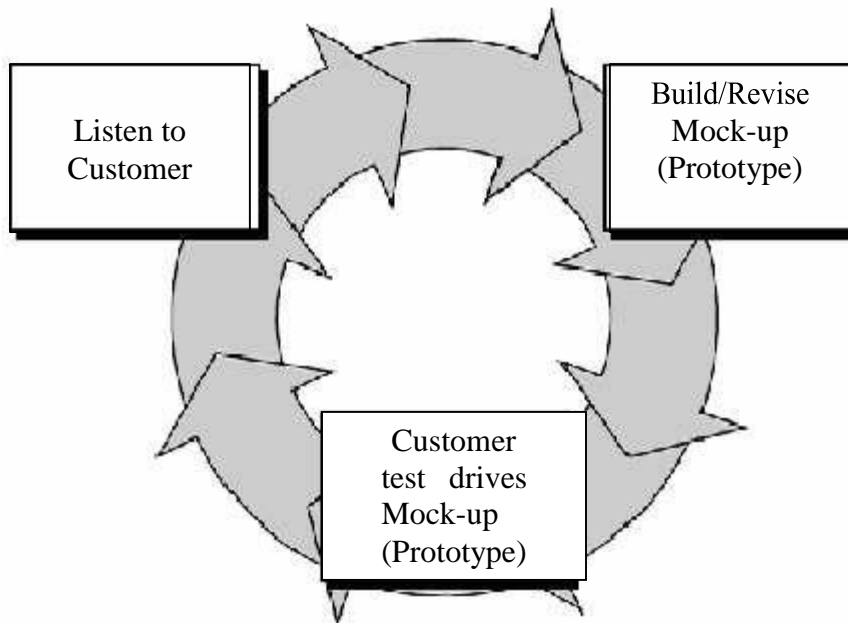 Listen to
Customer
Build/Revise
Mock-up
(Prototype)
Customer
test drives
Mock-up
(Prototype)